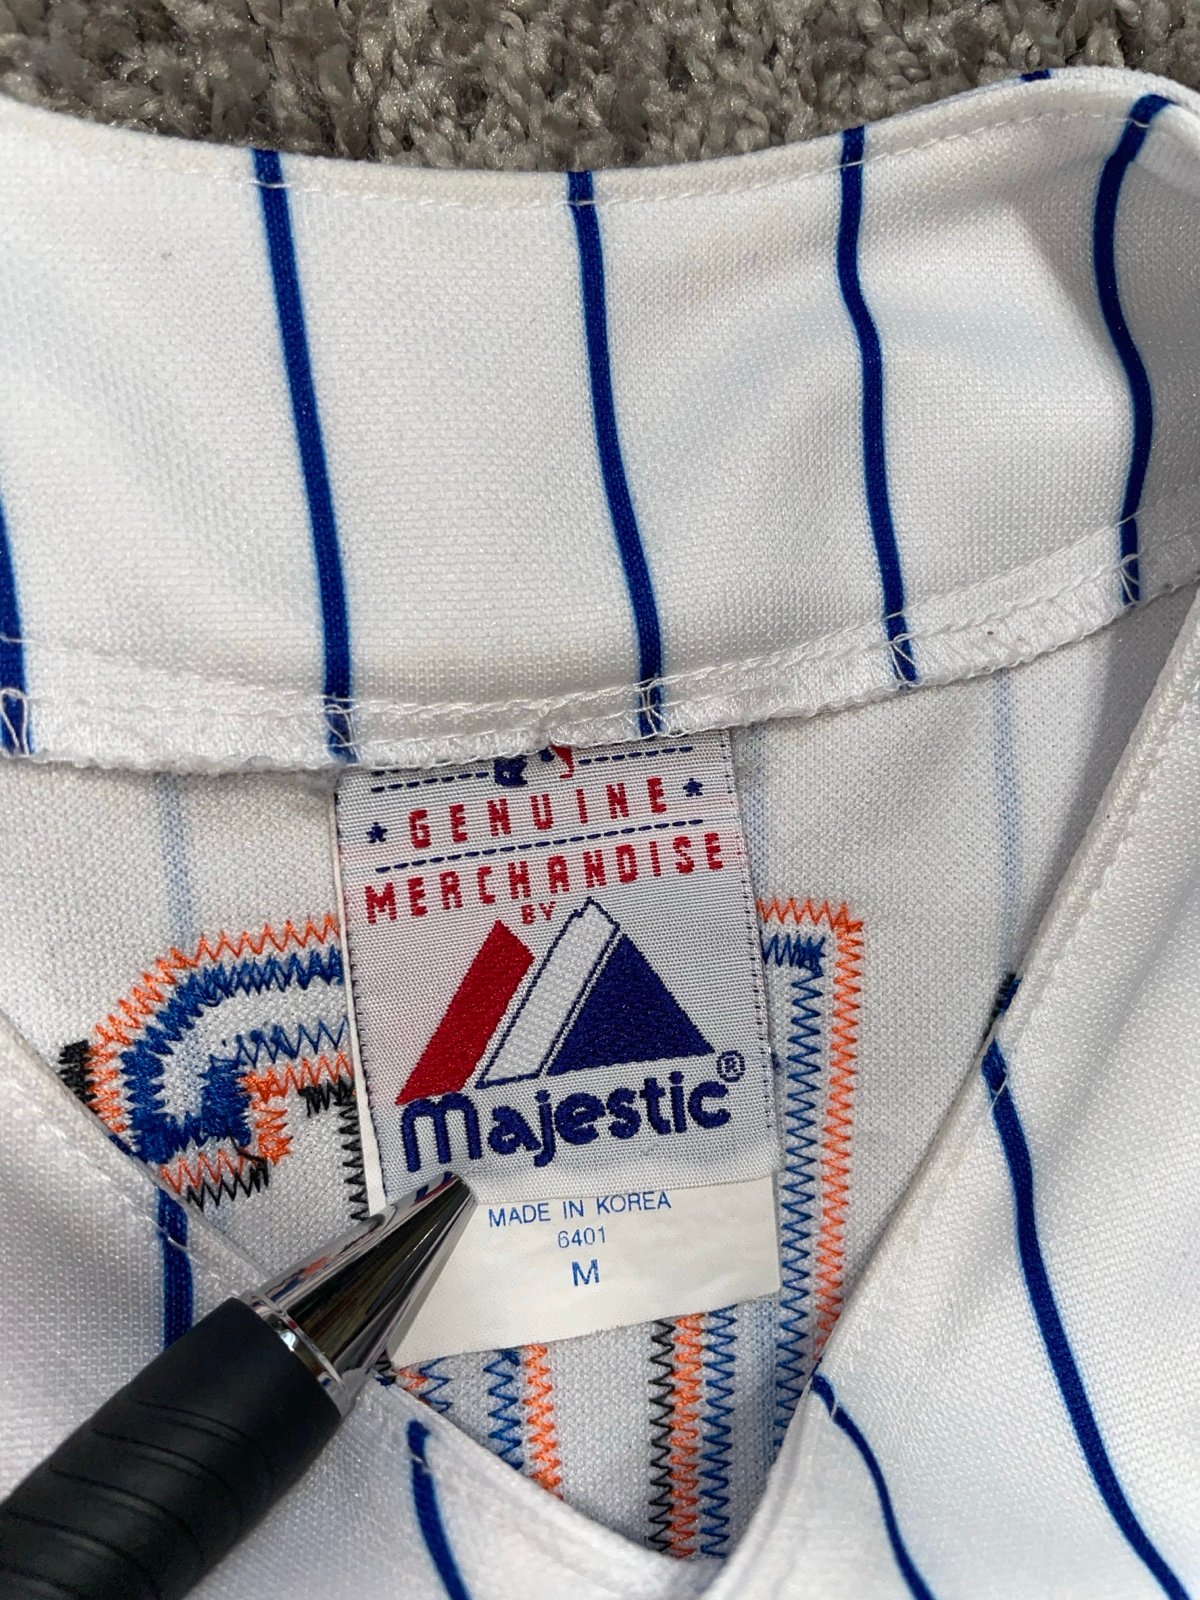 GENUINE
MERCHANDISE
BY
Majestic®
MADE IN KOREA
6401
M